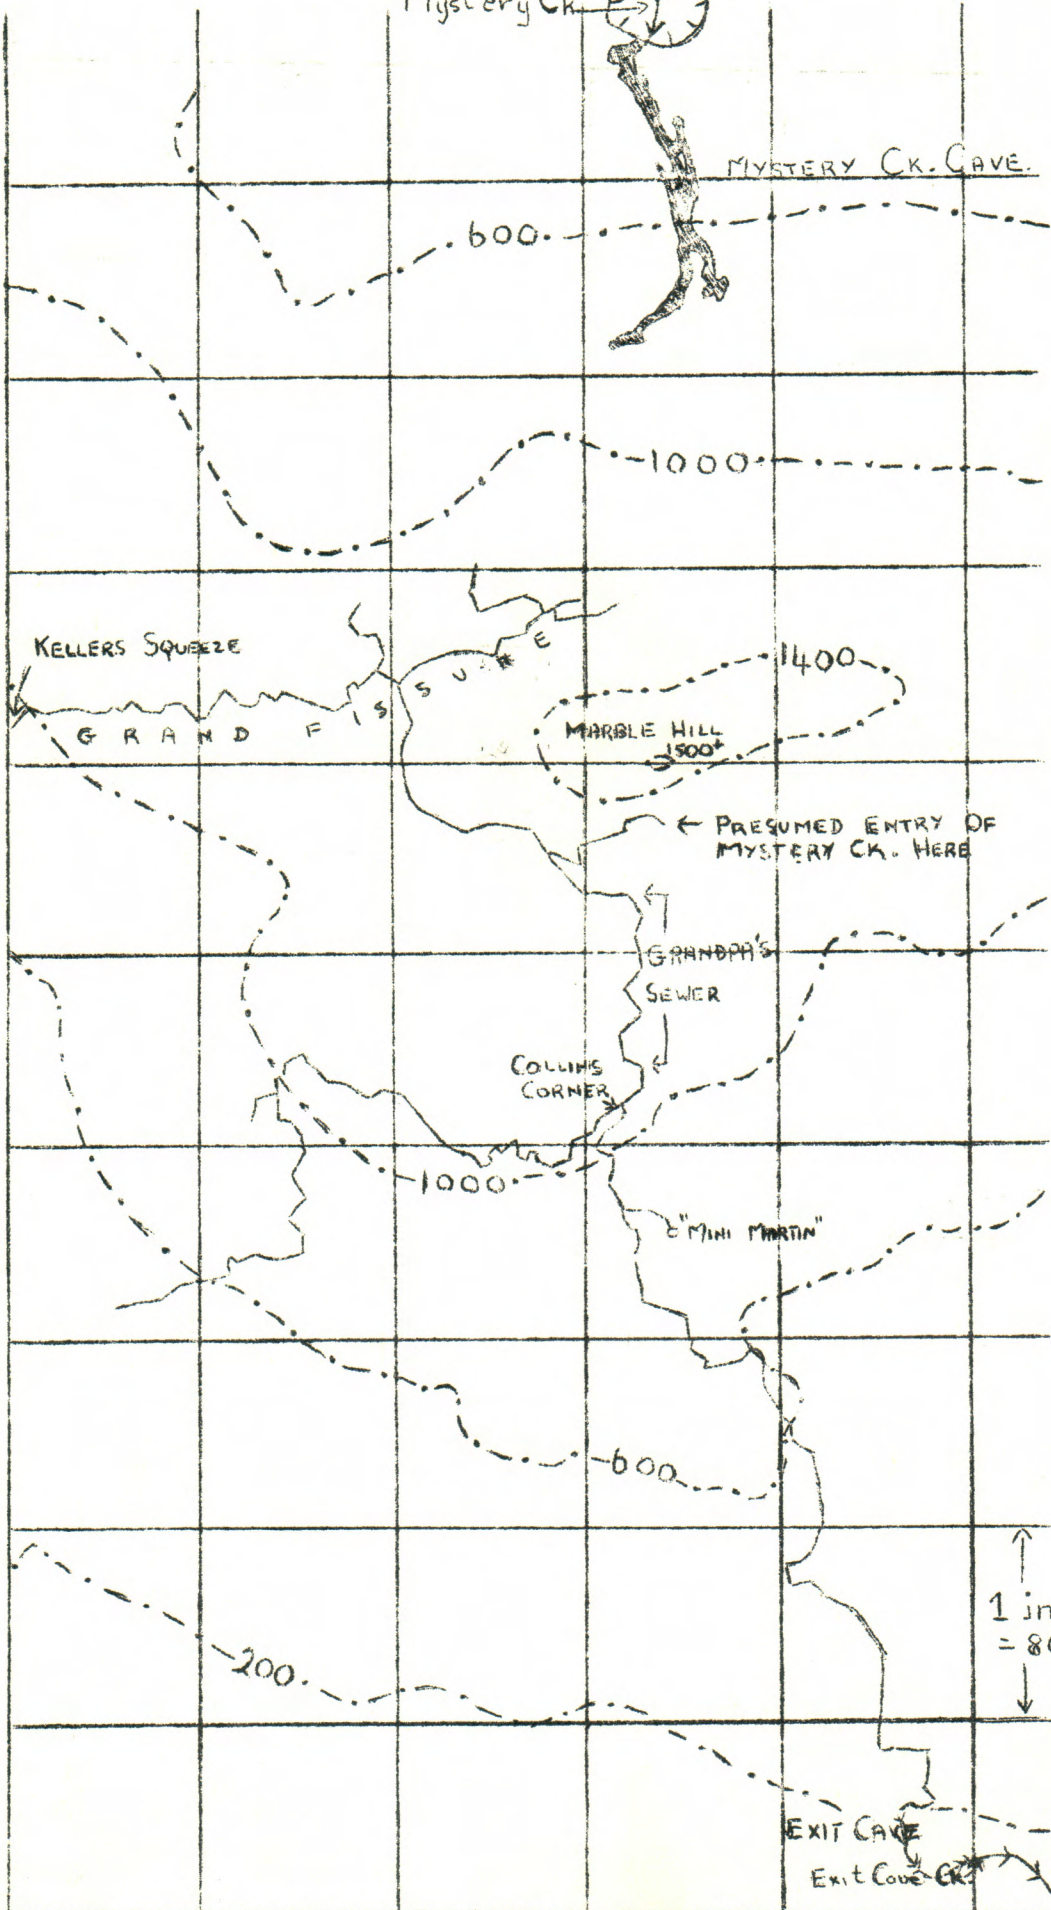 Mystery Ck
MYSTERY CK. CAVE.
600
1000
KELLERS SQUEEZE
GRAND FISSURE
1400
MARBLE HILL
1500+
← PRESUMED ENTRY OF
MYSTERY CK. HERE
GRANDPA'S
SEWER
COLLINS
CORNER
1000
"MINI MARTIN"
X
600
1 in
200
EXIT CAVE
Exit Cave Ck.